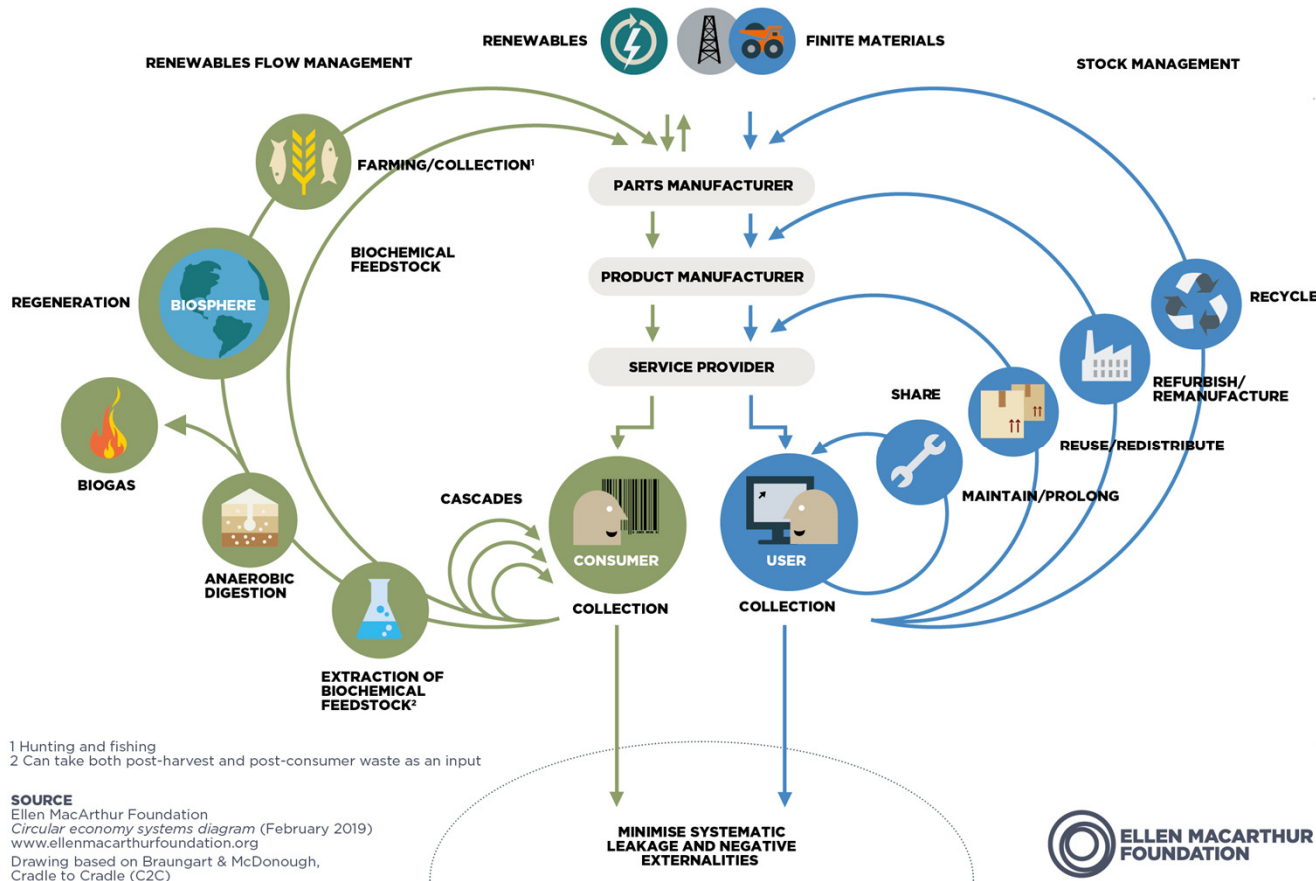 RENEWABLES
FINITE MATERIALS
RENEWABLES FLOW MANAGEMENT
STOCK MANAGEMENT
FARMING/COLLECTION¹
PARTS MANUFACTURER
BIOCHEMICAL
FEEDSTOCK
PRODUCT MANUFACTURER
REGENERATION
BIOSPHERE
RECYCLE
SERVICE PROVIDER
REFURBISH/
REMANUFACTURE
SHARE
REUSE/REDISTRIBUTE
BIOGAS
CASCADES
MAINTAIN/PROLONG
CONSUMER
USER
ANAEROBIC
DIGESTION
COLLECTION
COLLECTION
EXTRACTION OF
BIOCHEMICAL
FEEDSTOCK²
1 Hunting and fishing
2 Can take both post-harvest and post-consumer waste as an input
SOURCE
Ellen MacArthur Foundation
Circular economy systems diagram (February 2019)
www.ellenmacarthurfoundation.org
Drawing based on Braungart & McDonough,
Cradle to Cradle (C2C)
MINIMISE SYSTEMATIC
LEAKAGE AND NEGATIVE
EXTERNALITIES
ELLEN MACARTHUR
FOUNDATION